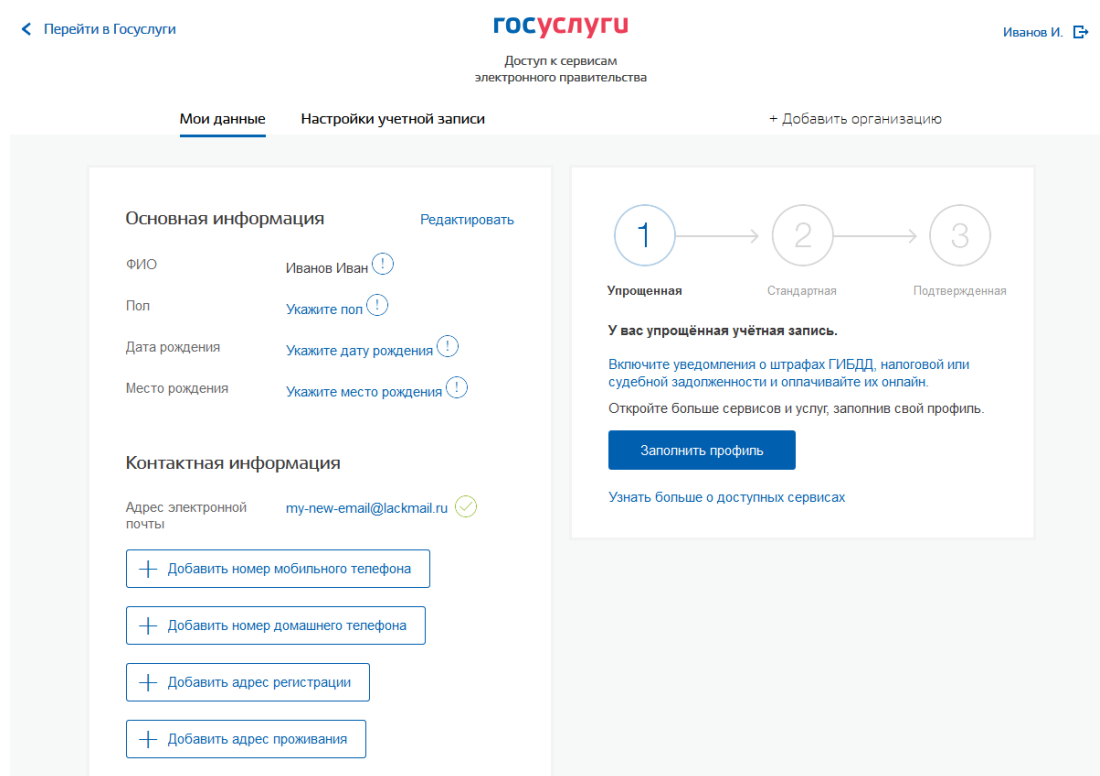 Перейти в Госуслуги
госуслуги
Иванов И.
Доступ к сервисам
электронного правительства
Мои данные
Настройки учетной записи
+ Добавить организацию
Основная информация
Редактировать
ФИО
Иванов Иван
Пол
Укажите пол
Дата рождения
Укажите дату рождения
Место рождения
Укажите место рождения
Контактная информация
Адрес электронной
почты
my-new-email@lackmail.ru
Добавить номер мобильного телефона
Добавить номер домашнего телефона
Добавить адрес регистрации
Добавить адрес проживания
1
2
3
Упрощенная
Стандартная
Подтвержденная
У вас упрощённая учётная запись.
Включите уведомления о штрафах ГИБДД, налоговой или
судебной задолженности и оплачивайте их онлайн.
Откройте больше сервисов и услуг, заполнив свой профиль.
Заполнить профиль
Узнать больше о доступных сервисах